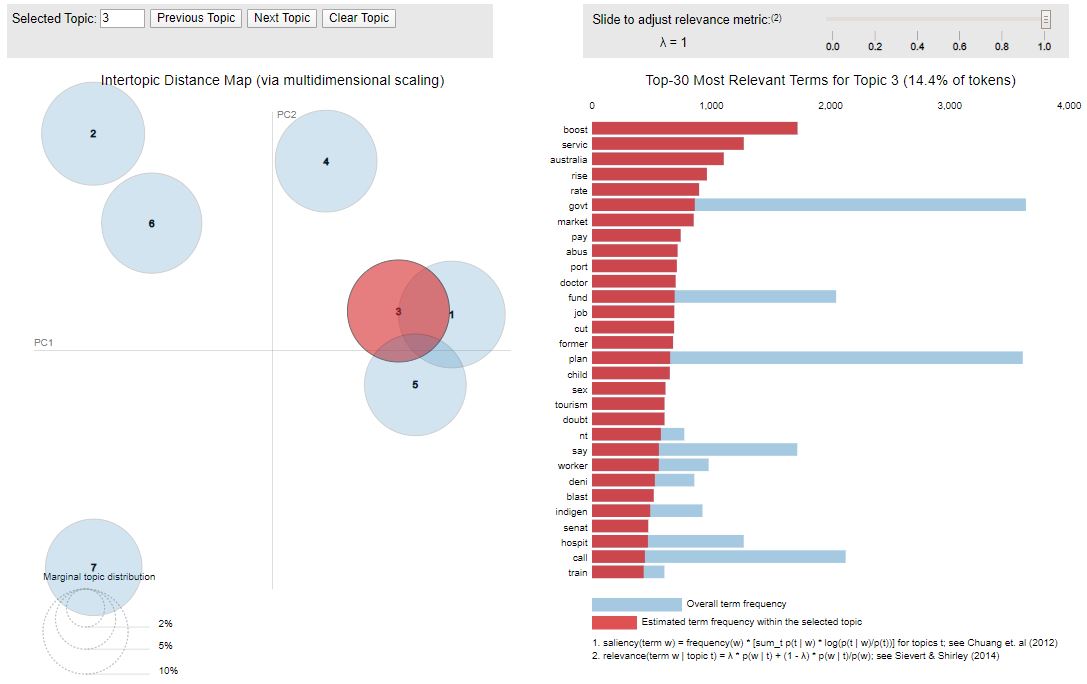 Selected Topic: 3 Previous Topic Next Topic Clear Topic
Slide to adjust relevance metric:(2)
λ = 1
0.0 0.2 0.4 0.6 0.8 1.0
Intertopic Distance Map (via multidimensional scaling)
PC2
PC1
2
4
6
3
1
5
7
Marginal topic distribution
2%
5%
10%
Top-30 Most Relevant Terms for Topic 3 (14.4% of tokens)
0 1,000 2,000 3,000 4,000
boost
servic
australia
rise
rate
govt
market
pay
abus
port
doctor
fund
job
cut
former
plan
child
sex
tourism
doubt
nt
say
worker
deni
blast
indigen
senat
hospit
call
train
Overall term frequency
Estimated term frequency within the selected topic
1. saliency(term w) = frequency(w) * [sum_t p(t | w) * log(p(t | w)/p(t))] for topics t; see Chuang et. al (2012)
2. relevance(term w | topic t) = λ * p(w | t) + (1 - λ) * p(w | t)/p(w); see Sievert & Shirley (2014)